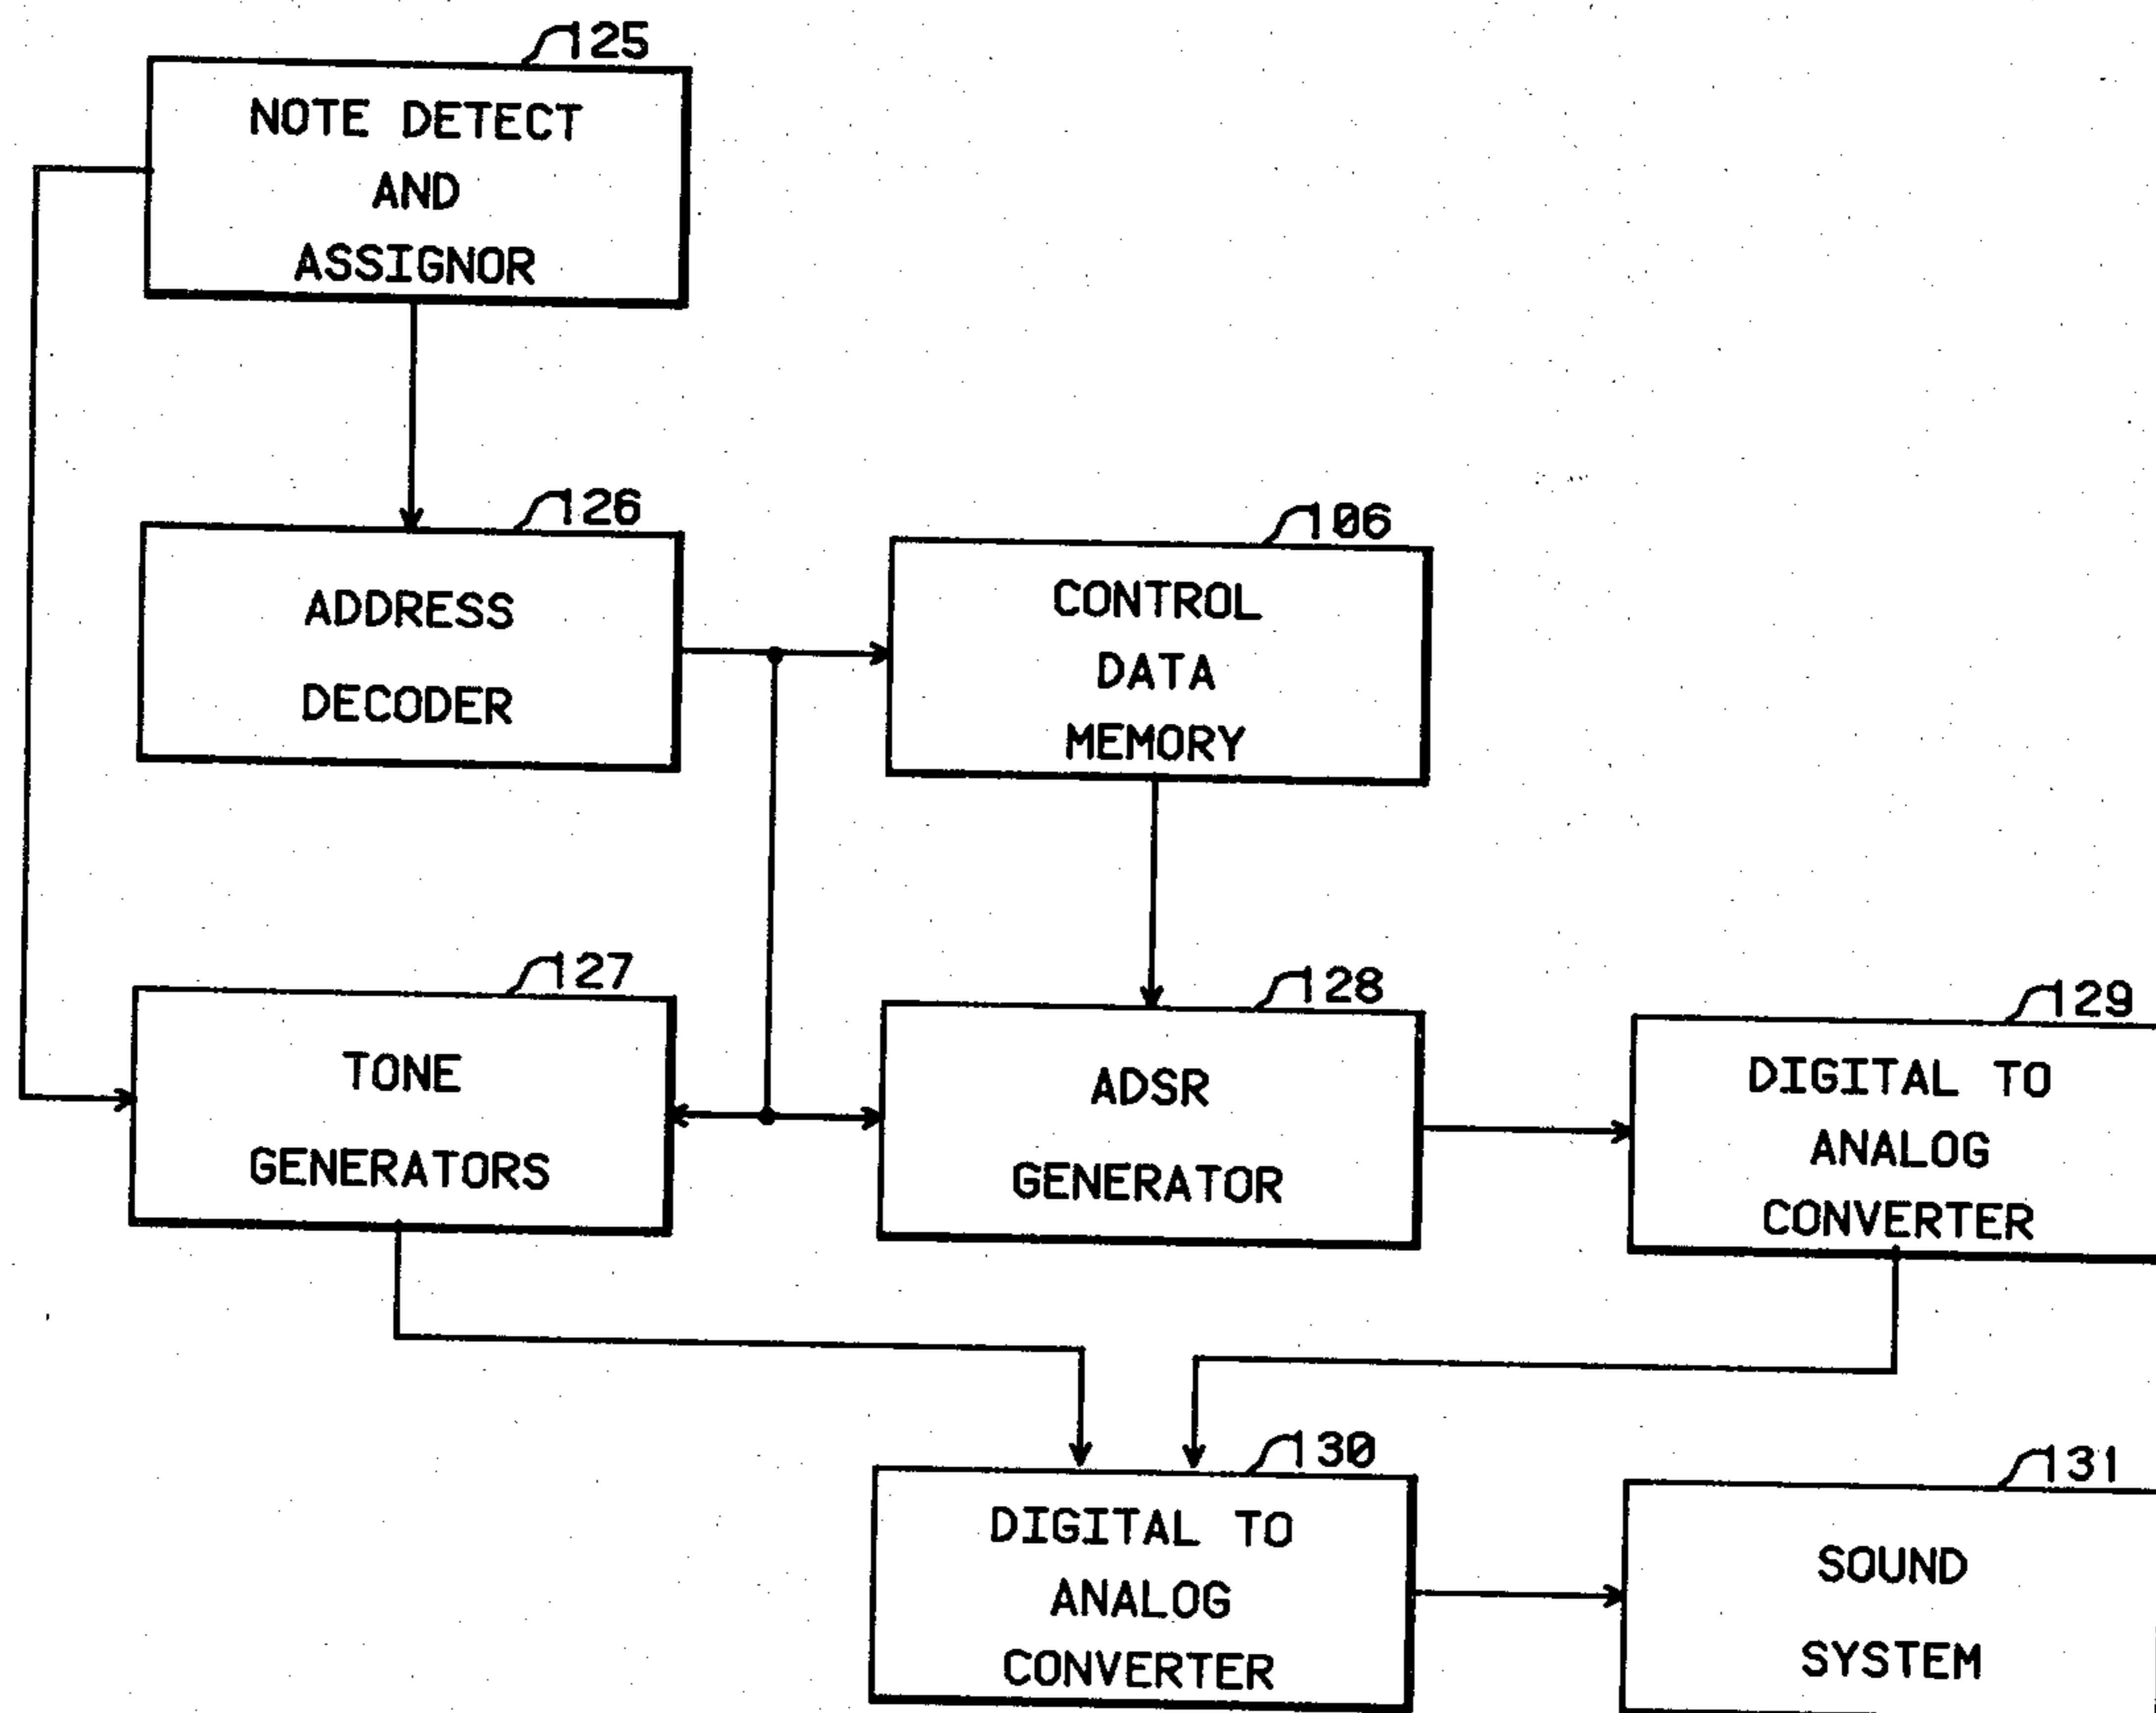 125
NOTE DETECT
AND
ASSIGNOR
126
ADDRESS
DECODER
106
CONTROL
DATA
MEMORY
127
TONE
GENERATORS
128
ADSR
GENERATOR
129
DIGITAL TO
ANALOG
CONVERTER
130
DIGITAL TO
ANALOG
CONVERTER
131
SOUND
SYSTEM